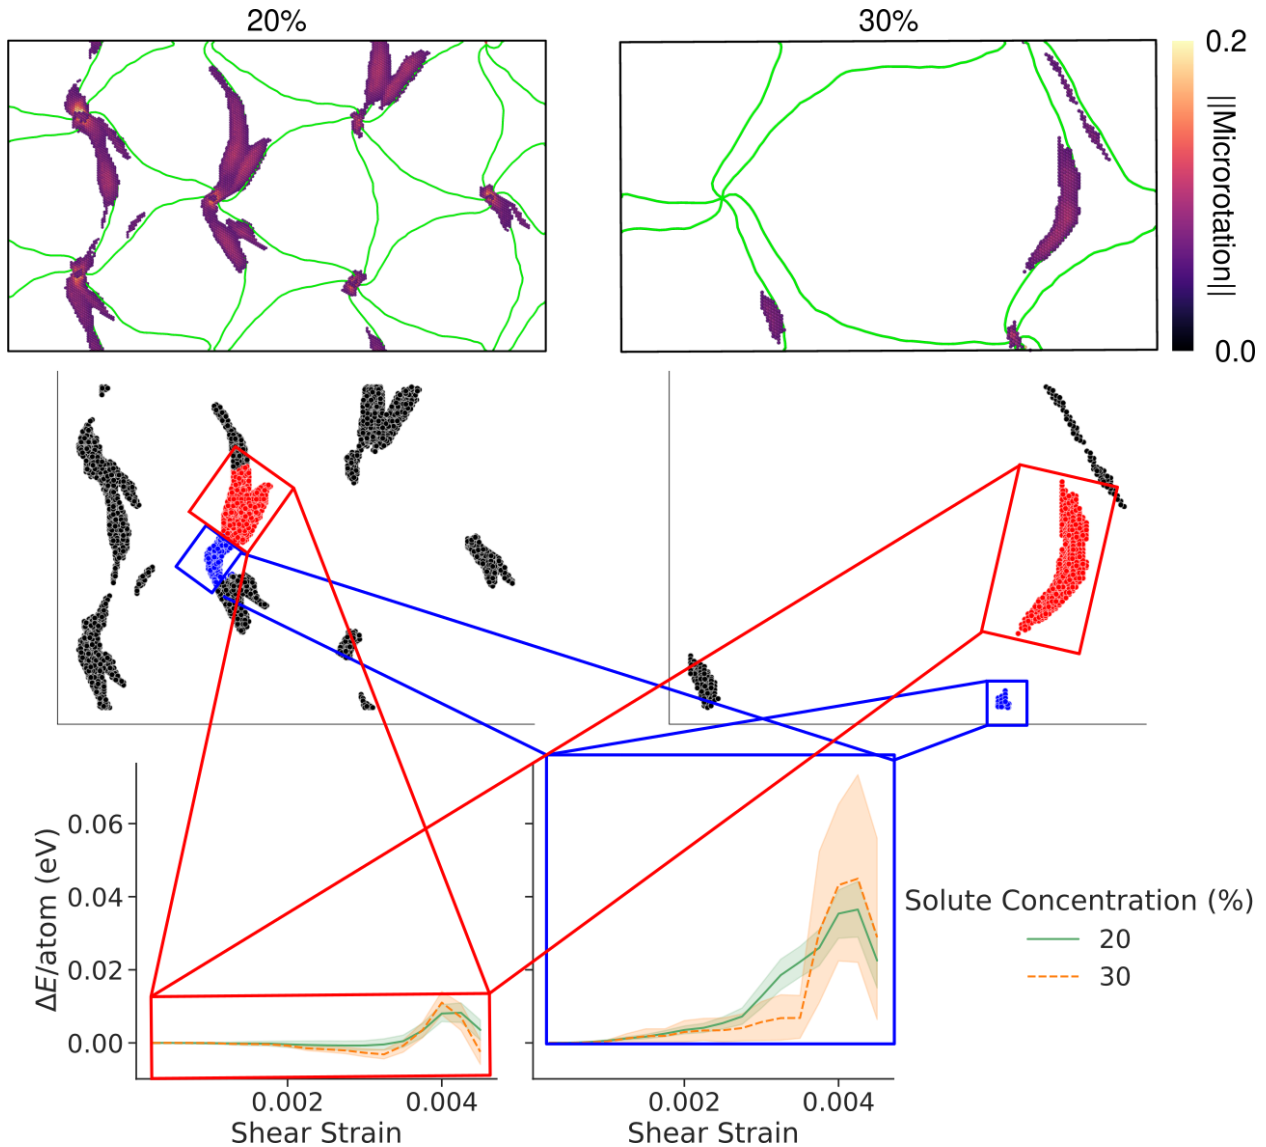 20%
30%
0.2
||Microrotation||
0.0
0.06
0.04
0.02
0.00
ΔE/atom (eV)
0.002
0.004
Shear Strain
0.002
0.004
Shear Strain
Solute Concentration (%)
20
30